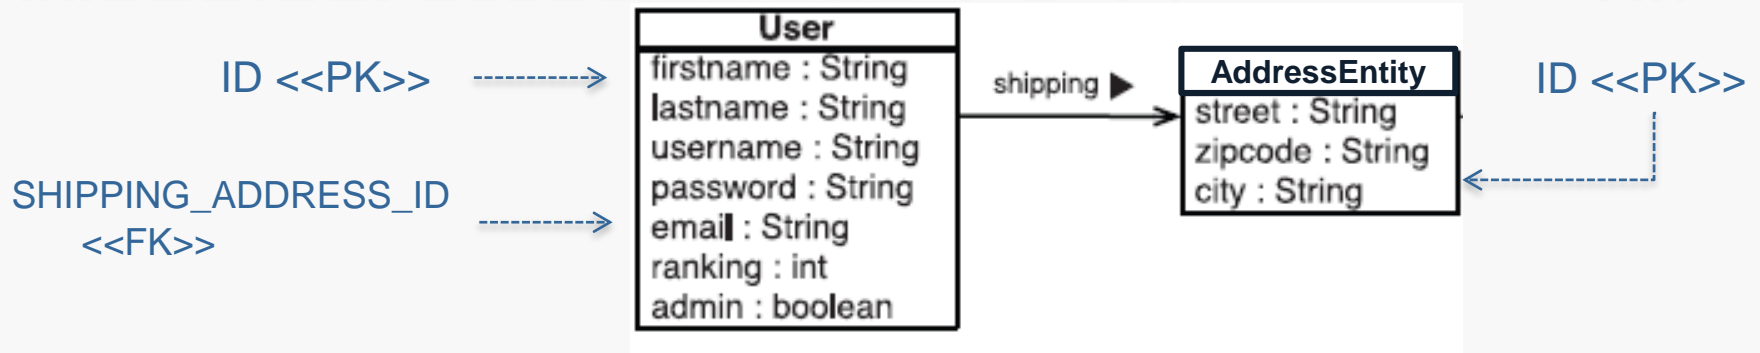 ID <<PK>>
SHIPPING_ADDRESS_ID
<<FK>>
User
firstname : String
lastname : String
username : String
password : String
email : String
ranking : int
admin : boolean
shipping ▶
AddressEntity
street : String
zipcode : String
city : String
ID <<PK>>